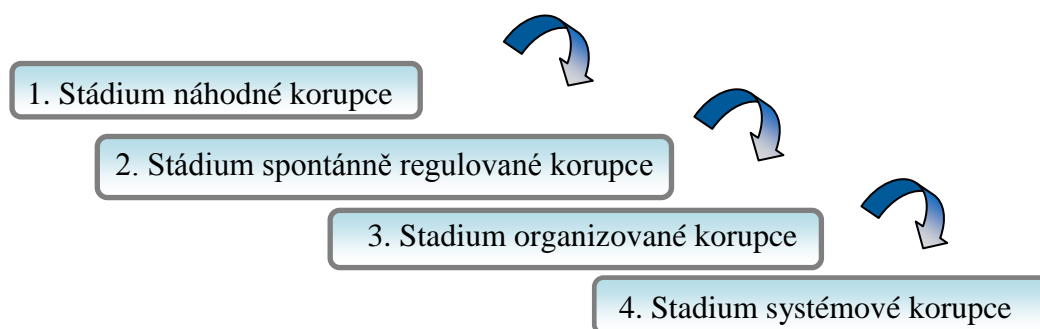 1. Stádium náhodné korupce
2. Stádium spontánně regulované korupce
3. Stadium organizované korupce
4. Stadium systémové korupce